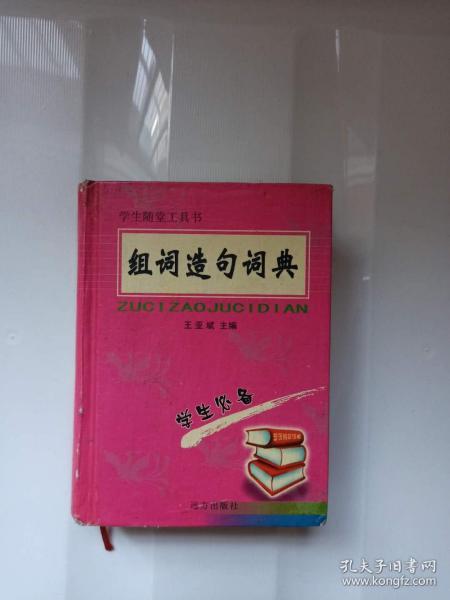 学生随堂工具书
组词造句词典
ZUCIZAOJUCIDIAN
王亚斌 主编
学生必备
远方出版社
孔夫子旧书网
www.kongfz.com